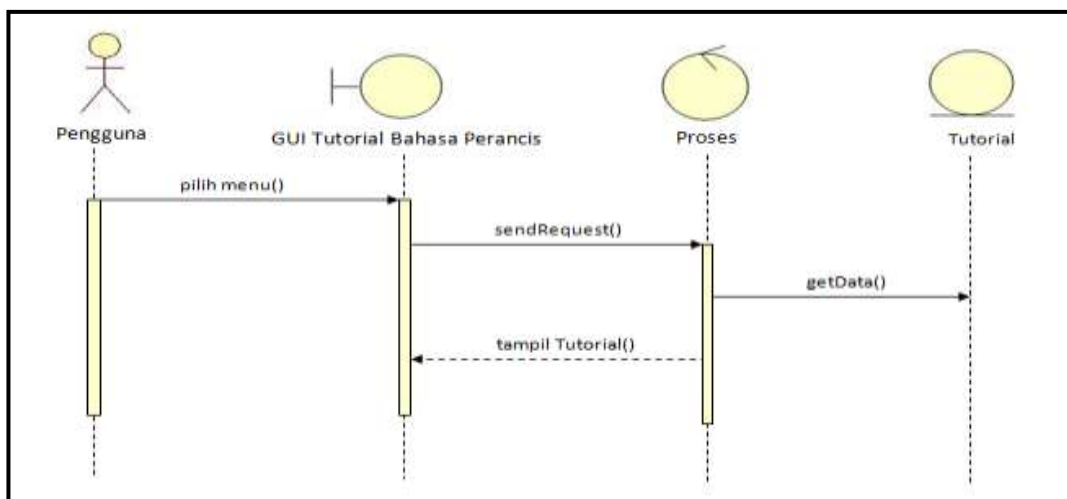 Pengguna
GUI Tutorial Bahasa Perancis
Proses
Tutorial
pilih menu()
sendRequest()
getData()
tampil Tutorial()